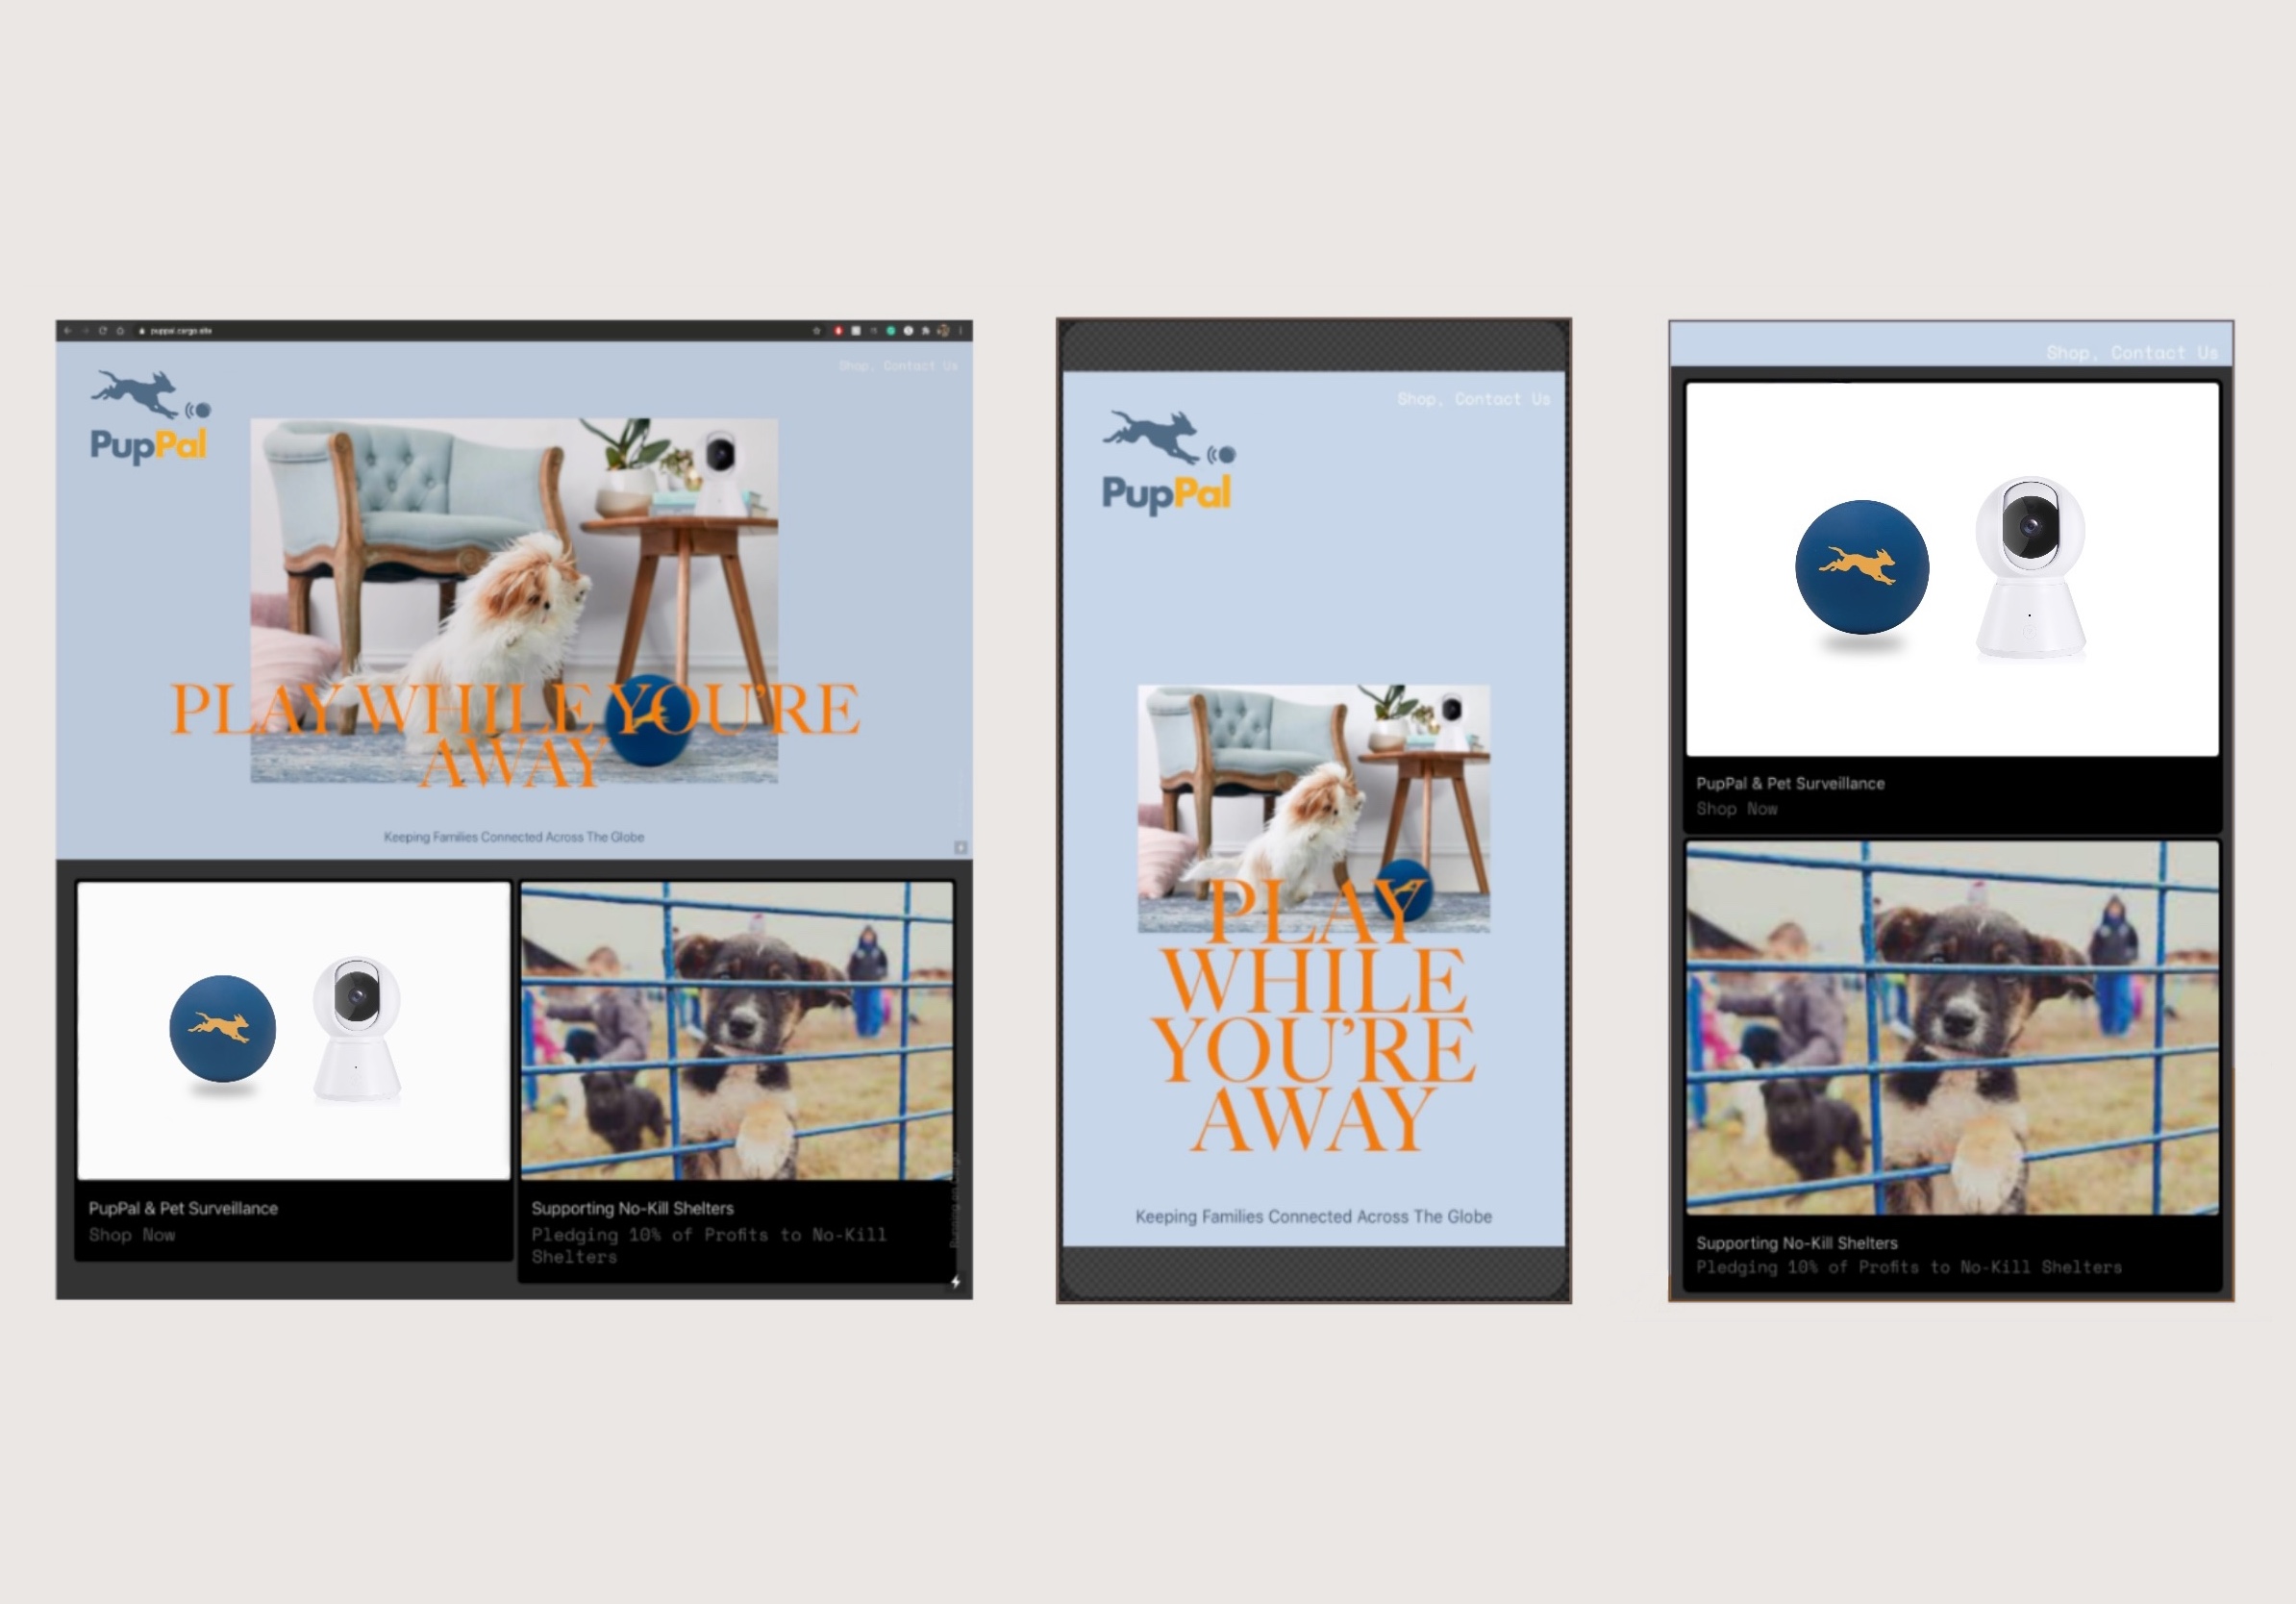 puppal.cargo.site
Shop, Contact Us
PupPal
PLAY WHILE YOU'RE
AWAY
Keeping Families Connected Across The Globe
PupPal & Pet Surveillance
Shop Now
Supporting No-Kill Shelters
Pledging 10% of Profits to No-Kill
Shelters
Running on Cargo
Shop, Contact Us
PupPal
PLAY
WHILE
YOU'RE
AWAY
Keeping Families Connected Across The Globe
Shop, Contact Us
PupPal & Pet Surveillance
Shop Now
Supporting No-Kill Shelters
Pledging 10% of Profits to No-Kill Shelters